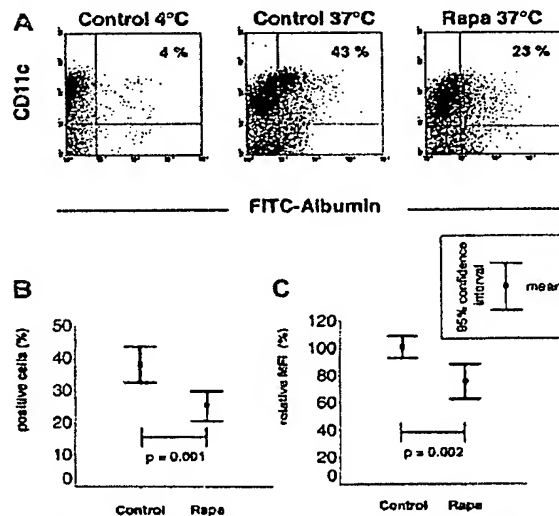 A
Control 4°C
Control 37°C
Rapa 37°C
4 %
43 %
23 %
CD11c
FITC-Albumin
95% confidence
interval
mean
B
positive cells (%)
50
40
30
20
10
0
p = 0.001
Control
Rapa
C
relative MFI (%)
120
100
80
60
40
20
0
p = 0.002
Control
Rapa